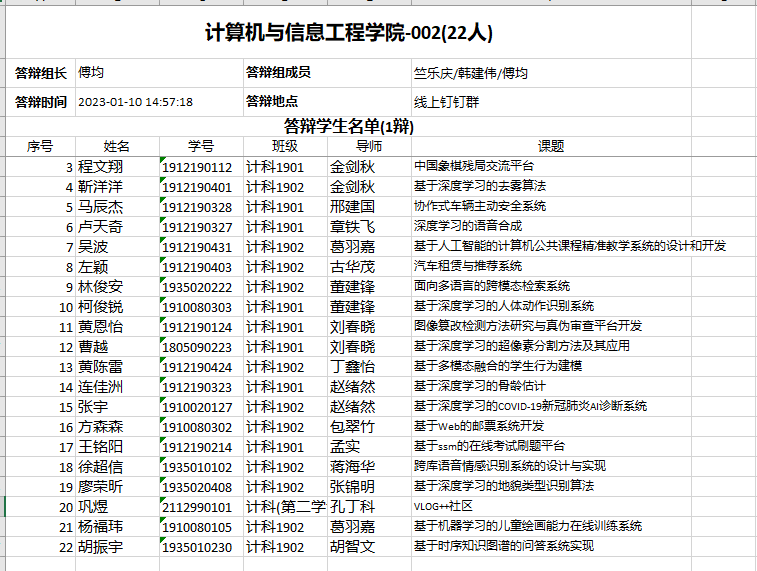 计算机与信息工程学院-002(22人)
答辩组长 傅均 答辩组成员 竺乐庆/韩建伟/傅均
答辩时间 2023-01-10 14:57:18 答辩地点 线上钉钉群
答辩学生名单(1辩)
序号 姓名 学号 班级 导师 课题
3 程文翔 1912190112 计科1901 金剑秋 中国象棋残局交流平台
4 靳洋洋 1912190401 计科1902 金剑秋 基于深度学习的去雾算法
5 马辰杰 1912190328 计科1901 邢建国 协作式车辆主动安全系统
6 卢天奇 1912190327 计科1901 章铁飞 深度学习的语音合成
7 吴波 1912190431 计科1902 葛羽嘉 基于人工智能的计算机公共课程精准教学系统的设计和开发
8 左颖 1912190403 计科1902 古华茂 汽车租赁与推荐系统
9 林俊安 1935020222 计科1902 董建锋 面向多语言的跨模态检索系统
10 柯俊锐 1910080303 计科1901 董建锋 基于深度学习的人体动作识别系统
11 黄恩怡 1912190124 计科1901 刘春晓 图像篡改检测方法研究与真伪审查平台开发
12 曹越 1805090223 计科1901 刘春晓 基于深度学习的超像素分割方法及其应用
13 黄陈雷 1912190424 计科1902 丁鑫怡 基于多模态融合的学生行为建模
14 连佳洲 1912190323 计科1901 赵绪然 基于深度学习的骨龄估计
15 张宇 1910020127 计科1902 赵绪然 基于深度学习的COVID-19新冠肺炎AI诊断系统
16 方森森 1910080302 计科1902 包翠竹 基于Web的邮票系统开发
17 王铭阳 1912190214 计科1901 孟实 基于ssm的在线考试刷题平台
18 徐超信 1935010102 计科1902 蒋海华 跨库语音情感识别系统的设计与实现
19 廖荣昕 1935020408 计科1902 张锦明 基于深度学习的地貌类型识别算法
20 巩煜 2112990101 计科(第二学 孔丁科 VLOG++社区
21 杨福玮 1910080105 计科1902 葛羽嘉 基于机器学习的儿童绘画能力在线训练系统
22 胡振宇 1935010230 计科1902 胡智文 基于时序知识图谱的问答系统实现